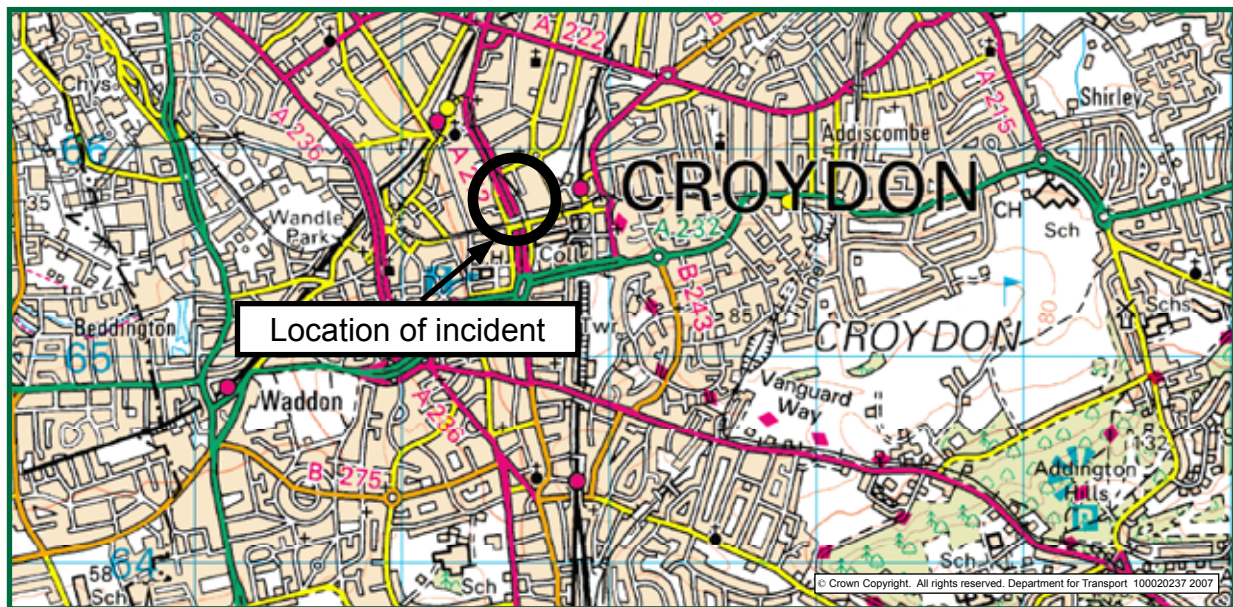 A 222
Chys
A 236
66
A 215
Shirley
Addiscombe
CROYDON
35
Wandle
Park
CH
Sch
A 232
Coll
Location of incident
Twr
B 243
85
CROYDON
80
Schs
Beddington
65
Waddon
A 236
Vanguard
Way
132
Addington
Hills
B 275
64
58
Sch
Sch
Sch
© Crown Copyright. All rights reserved. Department for Transport 100020237 2007